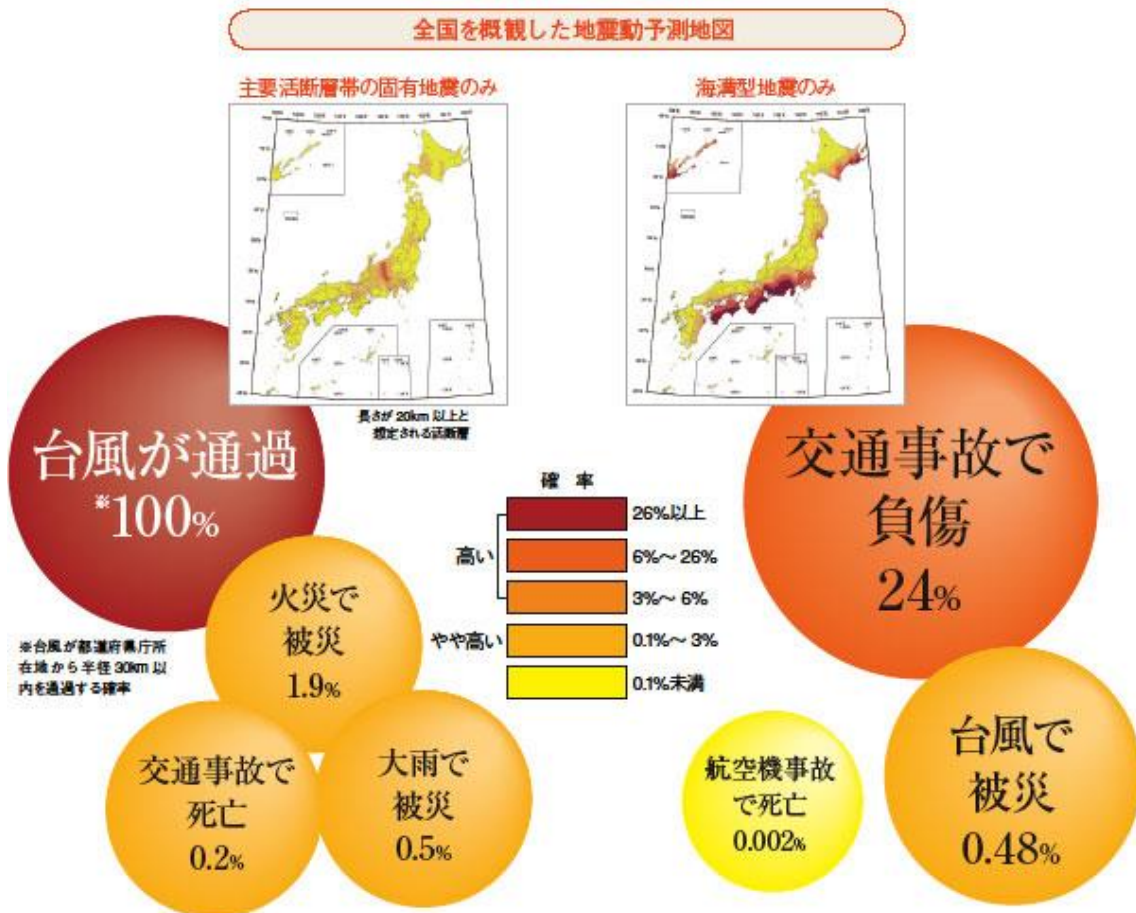 全国を概観した地震動予測地図
主要活断層帯の固有地震のみ
海溝型地震のみ
長さが20km以上と
想定される活断層
台風が通過
※100%
※台風が都道府県庁所
在地から半径30km以
内を通過する確率
火災で
被災
1.9%
交通事故で
死亡
0.2%
大雨で
被災
0.5%
確 率
高い
やや高い
26%以上
6%～26%
3%～6%
0.1%～3%
0.1%未満
交通事故で
負傷
24%
航空機事故
で死亡
0.002%
台風で
被災
0.48%